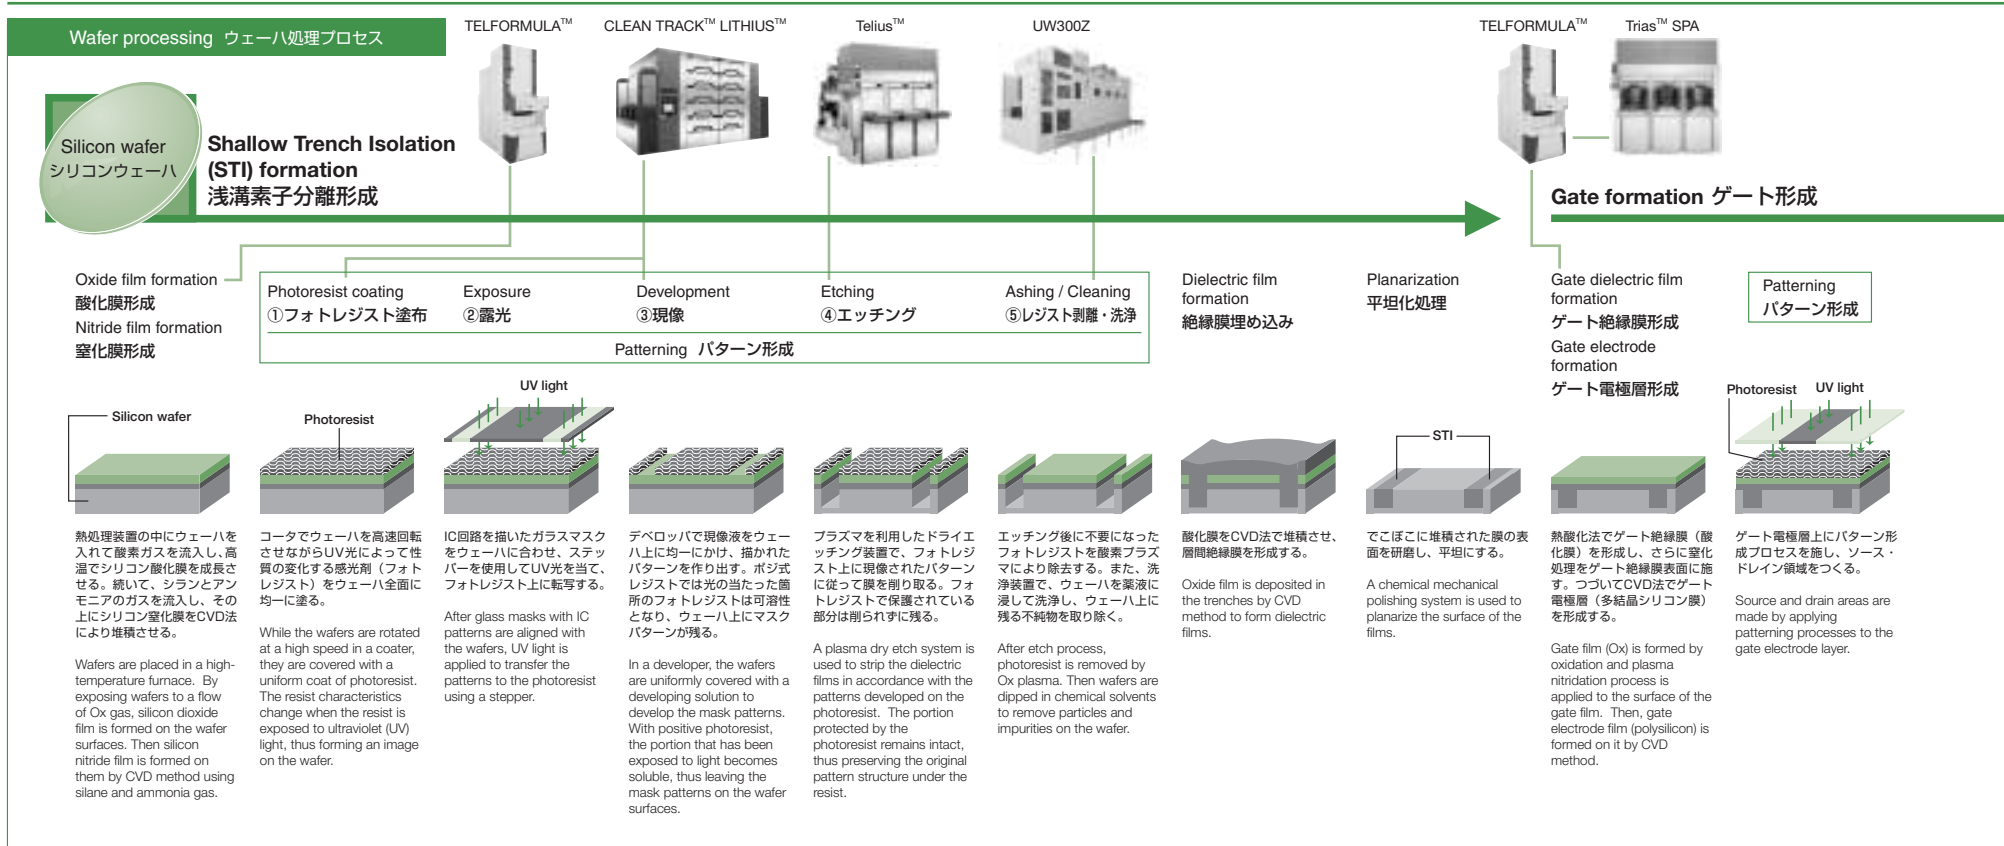 Wafer processing ウェーハ処理プロセス
TELFORMULA™
CLEAN TRACK™ LITHIUS™
Telius™
UW300Z
TELFORMULA™
Trias™ SPA
Silicon wafer
シリコンウェーハ
Shallow Trench Isolation
(STI) formation
浅溝素子分離形成
Gate formation ゲート形成
Oxide film formation
酸化膜形成
Nitride film formation
窒化膜形成
Photoresist coating
①フォトレジスト塗布
Exposure
②露光
Development
③現像
Etching
④エッチング
Ashing / Cleaning
⑤レジスト剥離・洗浄
Patterning パターン形成
Dielectric film
formation
絶縁膜埋め込み
Planarization
平坦化処理
Gate dielectric film
formation
ゲート絶縁膜形成
Gate electrode
formation
ゲート電極層形成
Patterning
パターン形成
Silicon wafer
Photoresist
UV light
STI
Photoresist
UV light
熱処理装置の中にウェーハを
入れて酸素ガスを流入し、高
温でシリコン酸化膜を成長さ
せる。続いて、シランとアン
モニアのガスを流入し、その
上にシリコン窒化膜をCVD法
により堆積させる。
Wafers are placed in a high-
temperature furnace. By
exposing wafers to a flow
of Ox gas, silicon dioxide
film is formed on the wafer
surfaces. Then silicon
nitride film is formed on
them by CVD method using
silane and ammonia gas.
コータでウェーハを高速回転
させながらUV光によって性
質の変化する感光剤（フォト
レジスト）をウェーハ全面に
均一に塗る。
While the wafers are rotated
at a high speed in a coater,
they are covered with a
uniform coat of photoresist.
The resist characteristics
change when the resist is
exposed to ultraviolet (UV)
light, thus forming an image
on the wafer.
IC回路を描いたガラスマスク
をウェーハに合わせ、ステッ
パーを使用してUV光を当て、
フォトレジスト上に転写する。
After glass masks with IC
patterns are aligned with
the wafers, UV light is
applied to transfer the
patterns to the photoresist
using a stepper.
デベロッパで現像液をウェー
ハ上に均一にかけ、描かれた
パターンを作り出す。ポジ式
レジストでは光の当たった箇
所のフォトレジストは可溶性
となり、ウェーハ上にマスク
パターンが残る。
In a developer, the wafers
are uniformly covered with a
developing solution to
develop the mask patterns.
With positive photoresist,
the portion that has been
exposed to light becomes
soluble, thus leaving the
mask patterns on the wafer
surfaces.
プラズマを利用したドライエ
ッチング装置で、フォトレジ
スト上に現像されたパターン
に従って膜を削り取る。フォ
トレジストで保護されている
部分は削られずに残る。
A plasma dry etch system is
used to strip the dielectric
films in accordance with the
patterns developed on the
photoresist. The portion
protected by the
photoresist remains intact,
thus preserving the original
pattern structure under the
resist.
エッチング後に不要になった
フォトレジストを酸素プラズ
マにより除去する。また、洗
浄装置で、ウェーハを薬液に
浸して洗浄し、ウェーハ上に
残る不純物を取り除く。
After etch process,
photoresist is removed by
Ox plasma. Then wafers are
dipped in chemical solvents
to remove particles and
impurities on the wafer.
酸化膜をCVD法で堆積させ、
層間絶縁膜を形成する。
Oxide film is deposited in
the trenches by CVD
method to form dielectric
films.
でこぼこに堆積された膜の表
面を研磨し、平坦にする。
A chemical mechanical
polishing system is used to
planarize the surface of the
films.
熱酸化法でゲート絶縁膜（酸
化膜）を形成し、さらに窒化
処理をゲート絶縁膜表面に施
す。つづいてCVD法でゲート
電極層（多結晶シリコン膜）
を形成する。
Gate film (Ox) is formed by
oxidation and plasma
nitridation process is
applied to the surface of the
gate film. Then, gate
electrode film (polysilicon) is
formed on it by CVD
method.
ゲート電極層上にパターン形
成プロセスを施し、ソース・
ドレイン領域をつくる。
Source and drain areas are
made by applying
patterning processes to the
gate electrode layer.